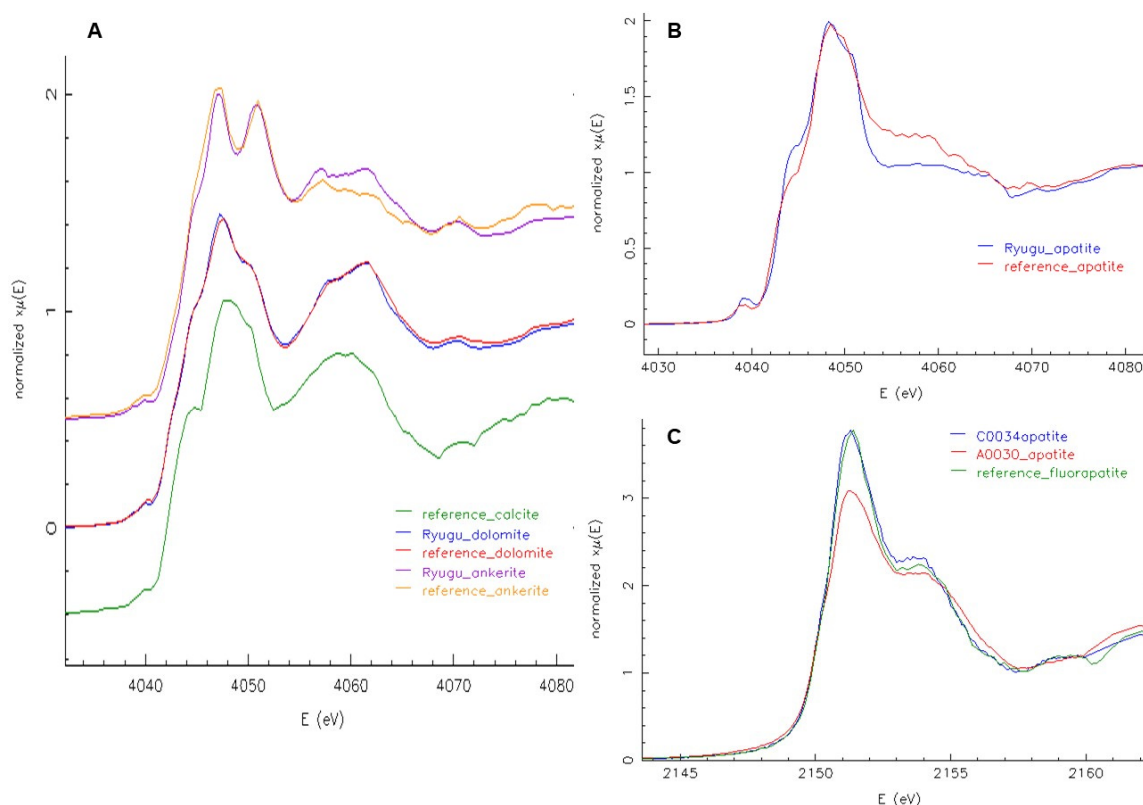 A
normalized xμ(E)
2
1
0
reference_calcite
Ryugu_dolomite
reference_dolomite
Ryugu_ankerite
reference_ankerite
4040 4050 4060 4070 4080
E (eV)
B
normalized xμ(E)
2
1.5
1
0.5
0
Ryugu_apatite
reference_apatite
4030 4040 4050 4060 4070 4080
E (eV)
C
normalized xμ(E)
3
2
1
0
C0034apatite
A0030_apatite
reference_fluorapatite
2145 2150 2155 2160
E (eV)